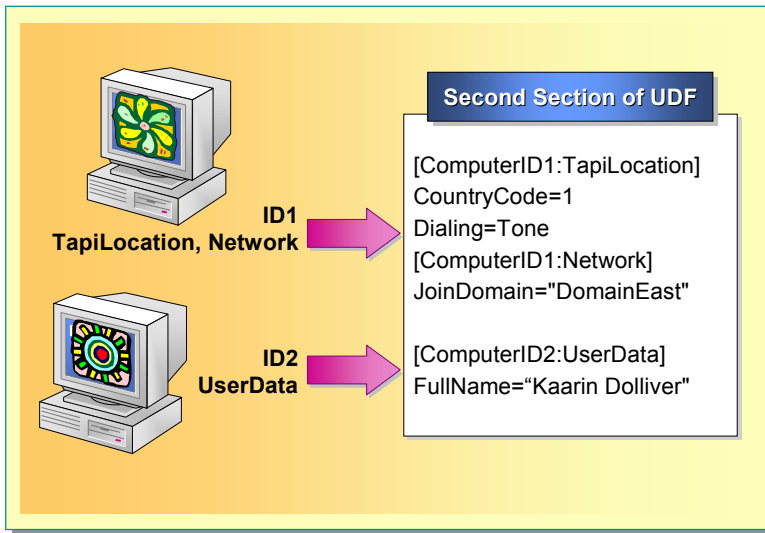 Second Section of UDF
ID1
TapiLocation, Network
[ComputerID1:TapiLocation]
CountryCode=1
Dialing=Tone
[ComputerID1:Network]
JoinDomain="DomainEast"
ID2
UserData
[ComputerID2:UserData]
FullName=“Kaarin Dolliver"